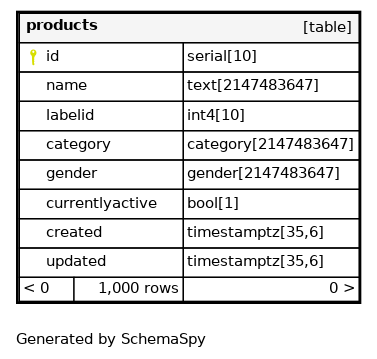 products [table]
id serial[10]
name text[2147483647]
labelid int4[10]
category category[2147483647]
gender gender[2147483647]
currentlyactive bool[1]
created timestamptz[35,6]
updated timestamptz[35,6]
< 0 1,000 rows 0 >
Generated by SchemaSpy